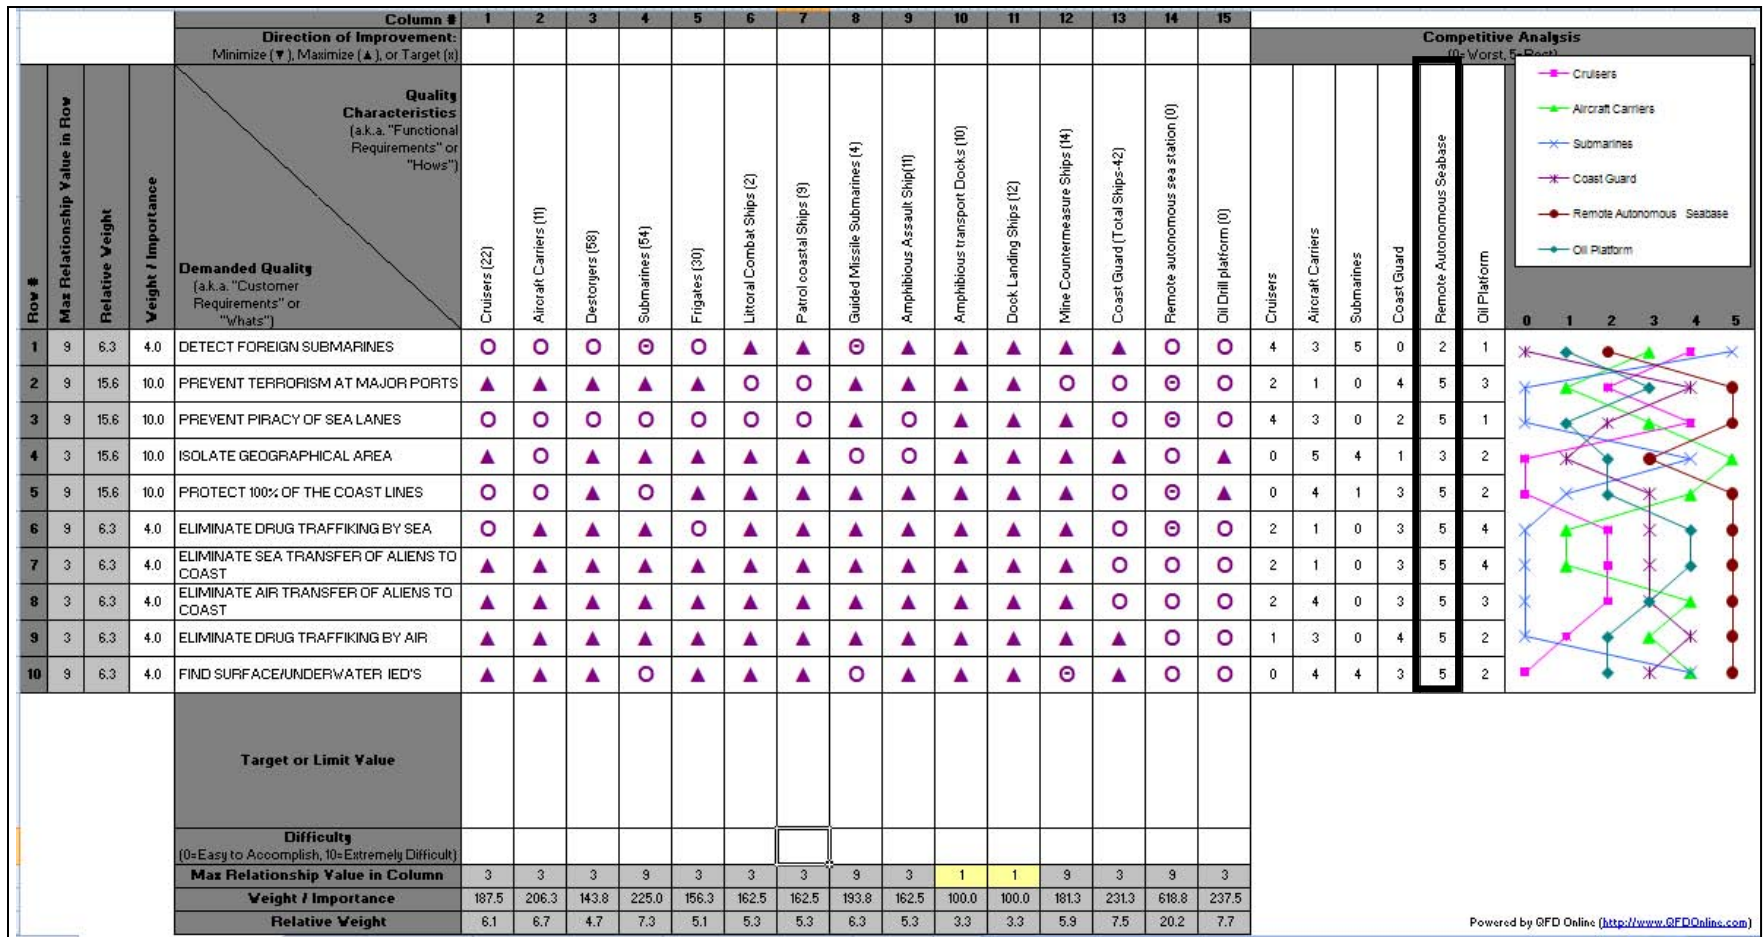 Column # 1 2 3 4 5 6 7 8 9 10 11 12 13 14 15
Direction of Improvement:
Minimize (▼), Maximize (▲), or Target (x)
Competitive Analysis
(0=Worst, 5=Best)
Row #
Max Relationship Value in Row
Relative Weight
Weight / Importance
Quality
Characteristics
(a.k.a. "Functional
Requirements" or
"Hows")
Demanded Quality
(a.k.a. "Customer
Requirements" or
"Whats")
Cruisers (22)
Aircraft Carriers (11)
Destorjers (58)
Submarines (54)
Frigates (30)
Littoral Combat Ships (2)
Patrol coastal Ships (9)
Guided Missile Submarines (4)
Amphibious Assault Ship(11)
Amphibious transport Docks (10)
Dock Landing Ships (12)
Mine Countermeasure Ships (14)
Coast Guard (Total Ships-42)
Remote autonomous sea station (0)
Oil Drill platform (0)
Cruisers
Aircraft Carriers
Submarines
Coast Guard
Remote Autonomous Seabase
Oil Platform
Cruisers
Aircraft Carriers
Submarines
Coast Guard
Remote Autonomous Seabase
Oil Platform
0 1 2 3 4 5
1 9 6.3 4.0 DETECT FOREIGN SUBMARINES O O O Θ O ▲ ▲ Θ ▲ ▲ ▲ ▲ ▲ O O 4 3 5 0 2 1
2 9 15.6 10.0 PREVENT TERRORISM AT MAJOR PORTS ▲ ▲ ▲ ▲ ▲ O O ▲ ▲ ▲ ▲ O O Θ O 2 1 0 4 5 3
3 9 15.6 10.0 PREVENT PIRACY OF SEA LANES O O O O O O O ▲ O ▲ ▲ ▲ O Θ O 4 3 0 2 5 1
4 3 15.6 10.0 ISOLATE GEOGRAPHICAL AREA ▲ O ▲ ▲ ▲ ▲ ▲ O O ▲ ▲ ▲ ▲ O ▲ 0 5 4 1 3 2
5 9 15.6 10.0 PROTECT 100% OF THE COAST LINES O O ▲ O ▲ ▲ ▲ ▲ ▲ ▲ ▲ ▲ O Θ ▲ 0 4 1 3 5 2
6 9 6.3 4.0 ELIMINATE DRUG TRAFFIKING BY SEA O ▲ ▲ ▲ O ▲ ▲ ▲ ▲ ▲ ▲ ▲ O Θ O 2 1 0 3 5 4
7 3 6.3 4.0 ELIMINATE SEA TRANSFER OF ALIENS TO
COAST ▲ ▲ ▲ ▲ ▲ ▲ ▲ ▲ ▲ ▲ ▲ ▲ O O O 2 1 0 3 5 4
8 3 6.3 4.0 ELIMINATE AIR TRANSFER OF ALIENS TO
COAST ▲ ▲ ▲ ▲ ▲ ▲ ▲ ▲ ▲ ▲ ▲ ▲ O O O 2 4 0 3 5 3
9 3 6.3 4.0 ELIMINATE DRUG TRAFFIKING BY AIR ▲ ▲ ▲ ▲ ▲ ▲ ▲ ▲ ▲ ▲ ▲ ▲ ▲ O O 1 3 0 4 5 2
10 9 6.3 4.0 FIND SURFACE/UNDERWATER IED'S ▲ ▲ ▲ O ▲ ▲ ▲ O ▲ ▲ ▲ Θ ▲ O O 0 4 4 3 5 2
Target or Limit Value
Difficulty
(0=Easy to Accomplish, 10=Extremely Difficult)
Max Relationship Value in Column 3 3 3 9 3 3 3 9 3 1 1 9 3 9 3
Weight / Importance 187.5 206.3 143.8 225.0 156.3 162.5 162.5 193.8 162.5 100.0 100.0 181.3 231.3 618.8 237.5
Relative Weight 6.1 6.7 4.7 7.3 5.1 5.3 5.3 6.3 5.3 3.3 3.3 5.9 7.5 20.2 7.7
Powered by QFD Online (http://www.QFDOnline.com)